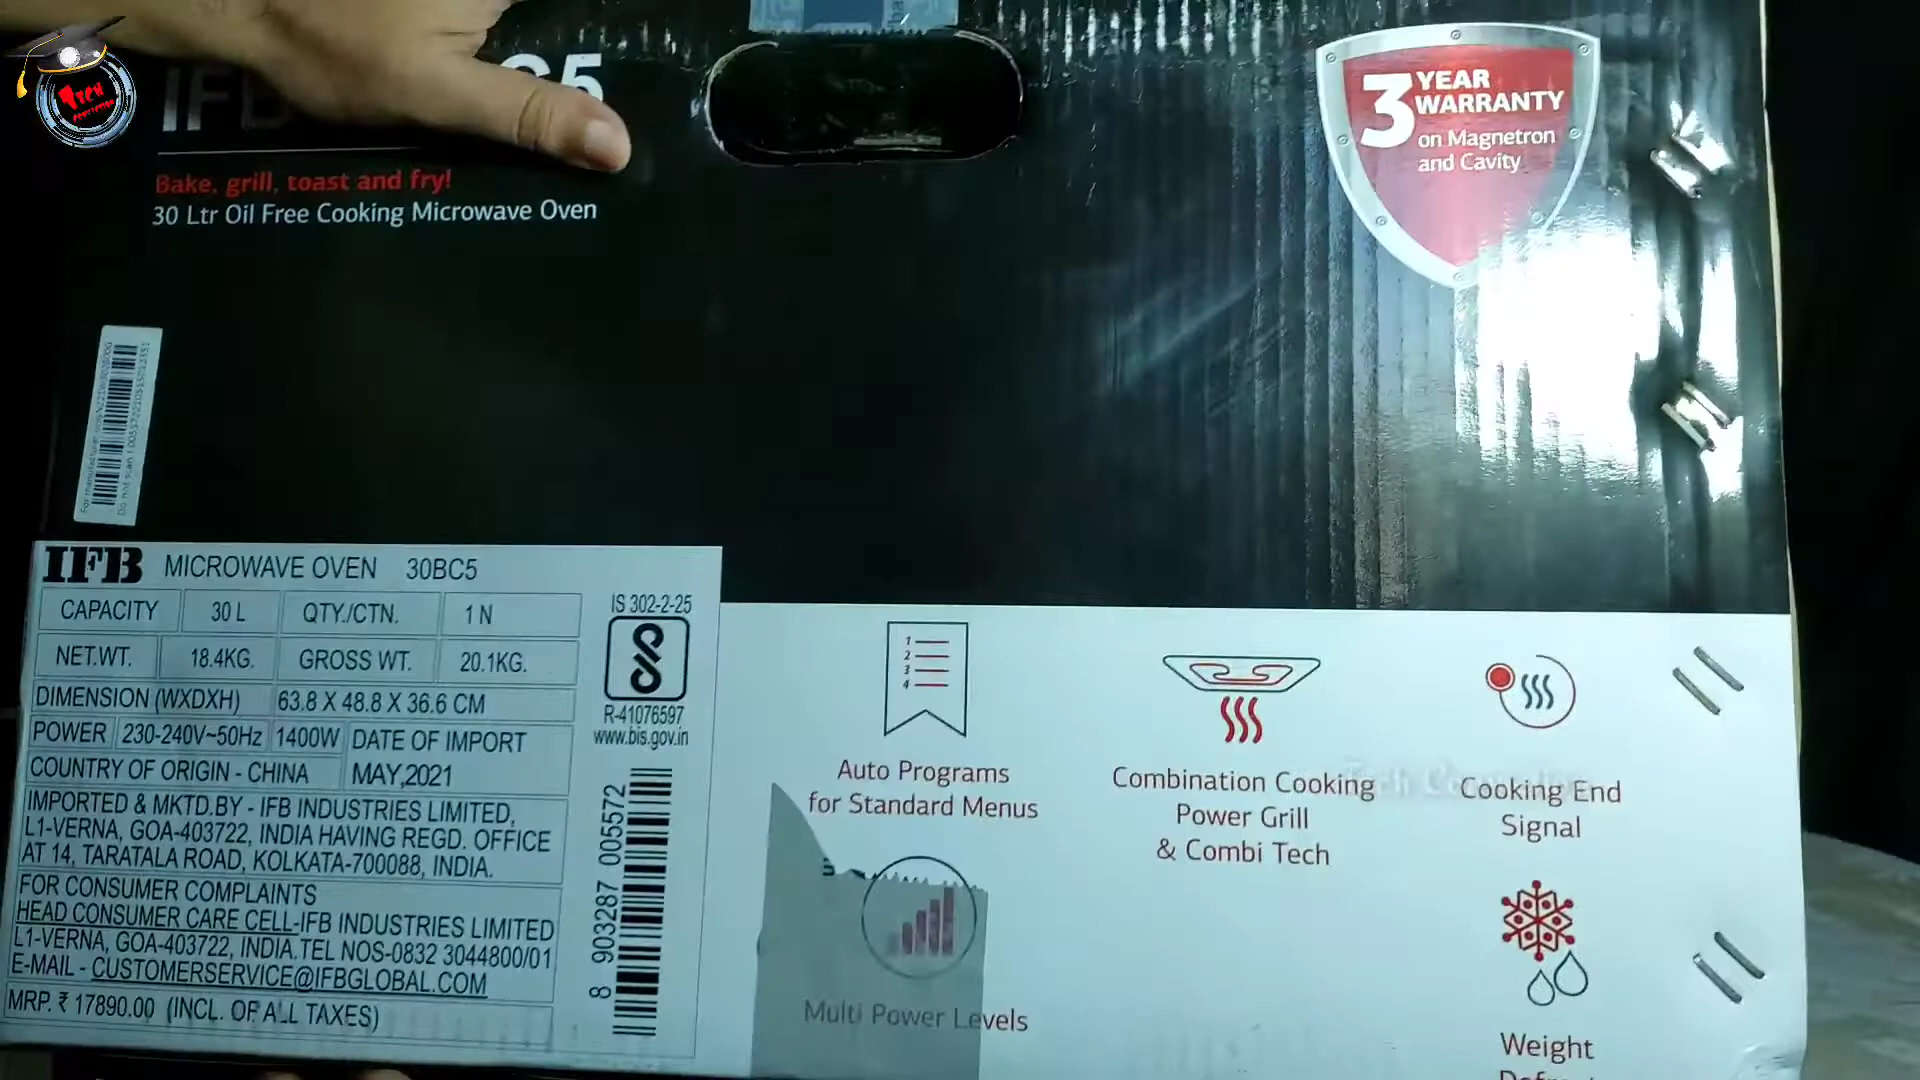 IFB
C5
Bake, grill, toast and fry!
30 Ltr Oil Free Cooking Microwave Oven
3 YEAR
WARRANTY
on Magnetron
and Cavity
IFB MICROWAVE OVEN 30BC5
CAPACITY 30 L QTY./CTN. 1 N
NET.WT. 18.4KG. GROSS WT. 20.1KG.
DIMENSION (WXDXH) 63.8 X 48.8 X 36.6 CM
POWER 230-240V~50Hz 1400W DATE OF IMPORT
COUNTRY OF ORIGIN - CHINA MAY,2021
IMPORTED & MKTD.BY - IFB INDUSTRIES LIMITED,
L1-VERNA, GOA-403722, INDIA HAVING REGD. OFFICE
AT 14, TARATALA ROAD, KOLKATA-700088, INDIA.
FOR CONSUMER COMPLAINTS
HEAD CONSUMER CARE CELL-IFB INDUSTRIES LIMITED
L1-VERNA, GOA-403722, INDIA.TEL NOS-0832 3044800/01
E-MAIL - CUSTOMERSERVICE@IFBGLOBAL.COM
MRP. ₹ 17890.00 (INCL. OF ALL TAXES)
IS 302-2-25
R-41076597
www.bis.gov.in
8 903287 005572
1
2
3
4
Auto Programs
for Standard Menus
Combination Cooking
Power Grill
& Combi Tech
Cooking End
Signal
Multi Power Levels
Weight